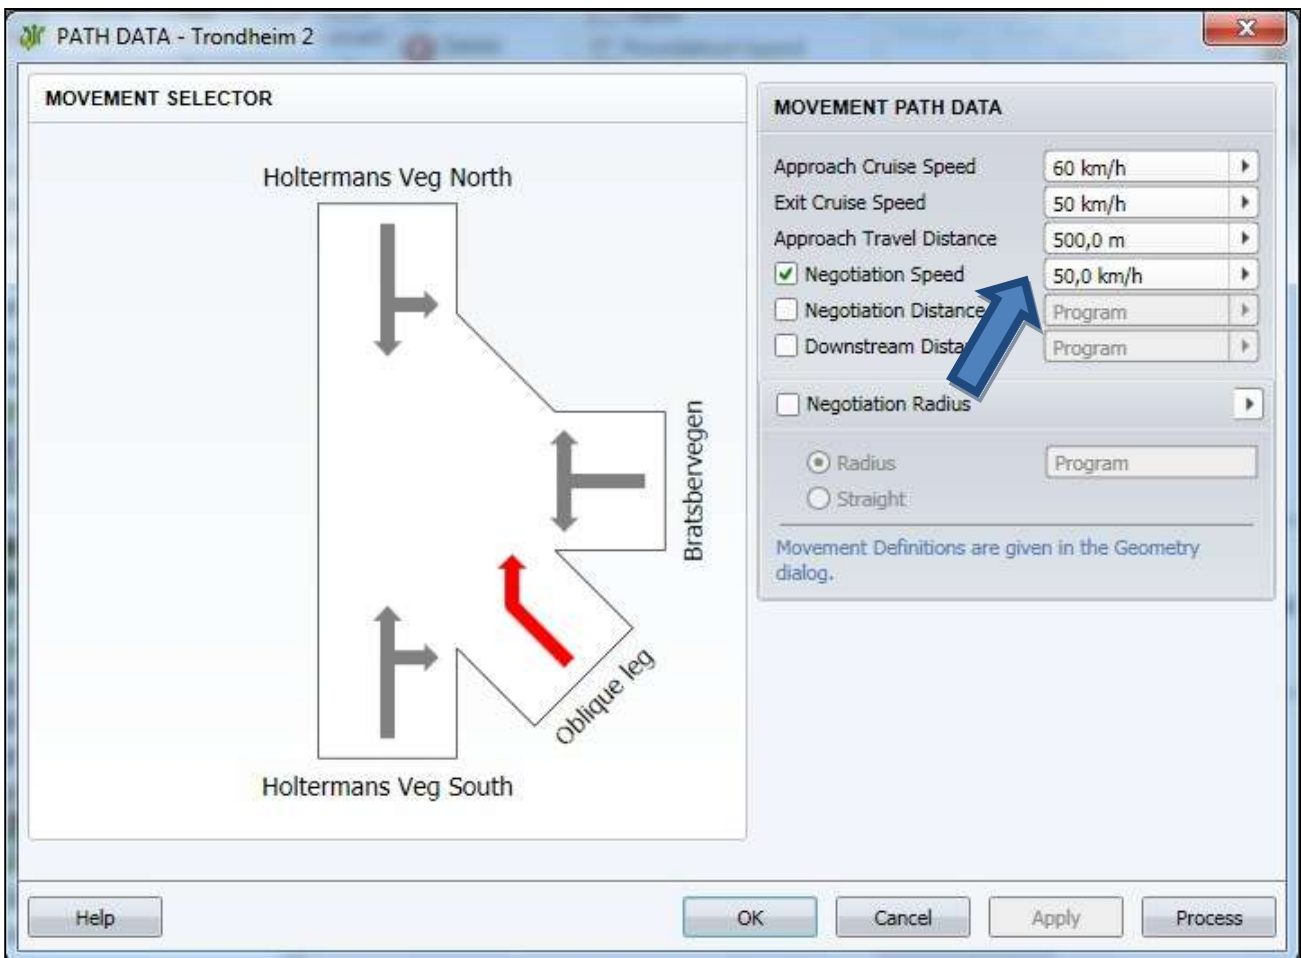 PATH DATA - Trondheim 2
MOVEMENT SELECTOR
Holtermans Veg North
Bratsbervegen
Oblique leg
Holtermans Veg South
MOVEMENT PATH DATA
Approach Cruise Speed 60 km/h
Exit Cruise Speed 50 km/h
Approach Travel Distance 500,0 m
Negotiation Speed 50,0 km/h
Negotiation Distance Program
Downstream Program
Negotiation Radius
Radius Program
Straight
Movement Definitions are given in the Geometry
dialog.
Help OK Cancel Apply Process